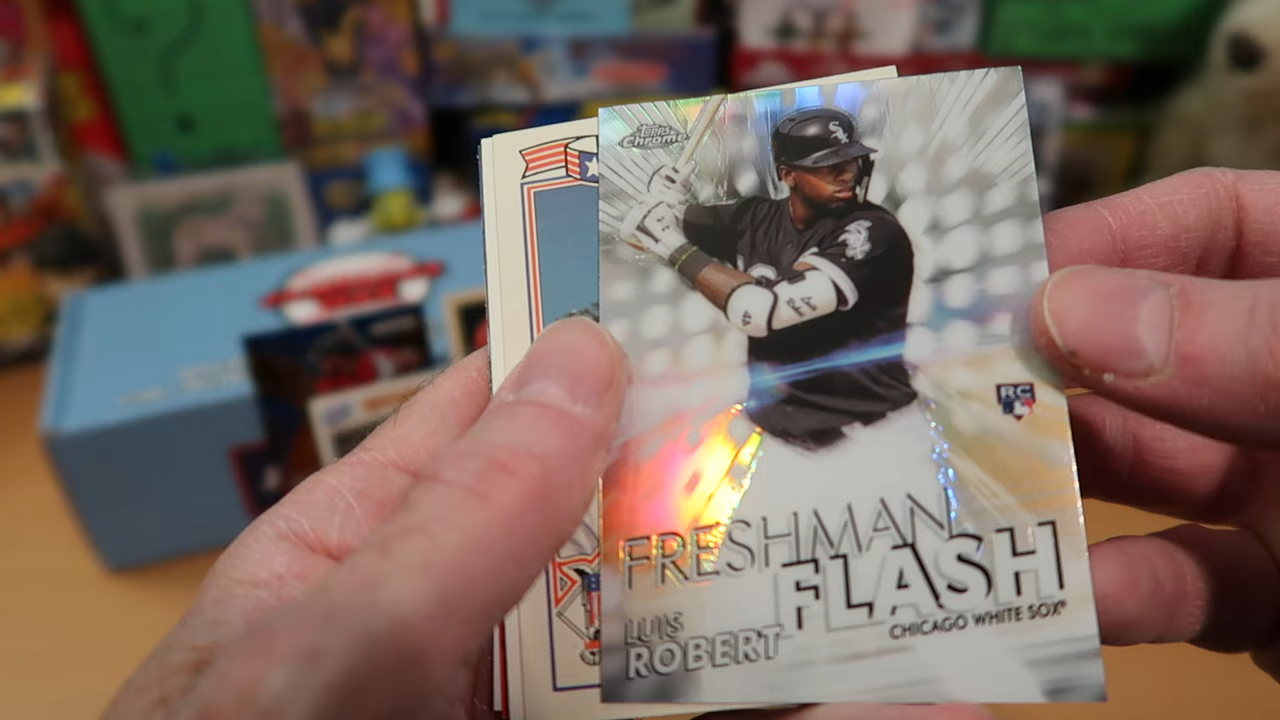 Topps
Chrome
RC
FRESHMAN
FLASH
LUIS
ROBERT
CHICAGO WHITE SOX®